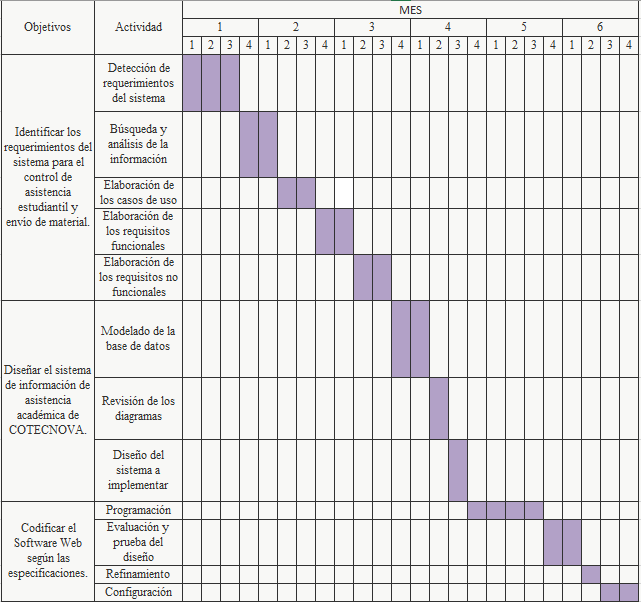 Objetivos
Actividad
MES
1 2 3 4 5 6
1 2 3 4 1 2 3 4 1 2 3 4 1 2 3 4 1 2 3 4 1 2 3 4
Identificar los
requerimientos del
sistema para el
control de
asistencia
estudiantil y
envio de material.
Detección de
requerimientos
del sistema
Búsqueda y
análisis de la
información
Elaboración de
los casos de uso
Elaboración de
los requisitos
funcionales
Elaboración de
los requisitos no
funcionales
Diseñar el sistema
de información de
asistencia
académica de
COTECNOVA.
Modelado de la
base de datos
Revisión de los
diagramas
Diseño del
sistema a
implementar
Codificar el
Software Web
según las
especificaciones.
Programación
Evaluación y
prueba del
diseño
Refinamiento
Configuración